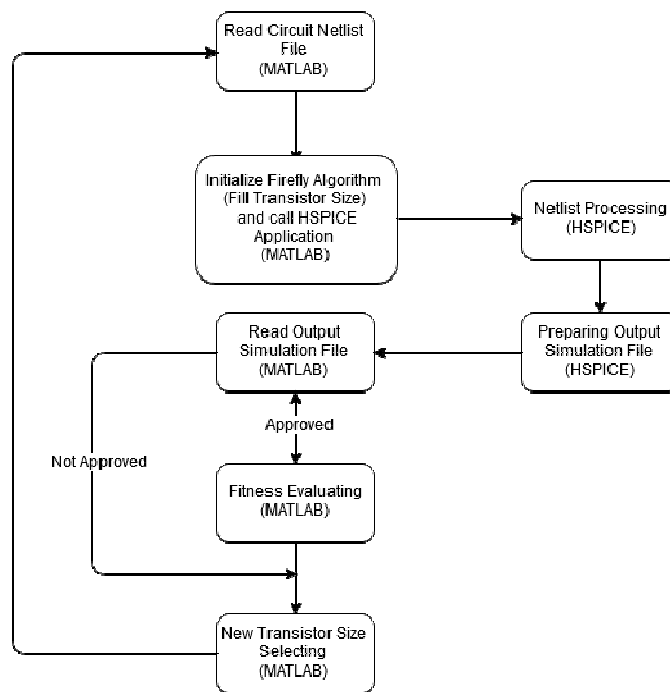 Read Circuit Netlist
File
(MATLAB)
Initialize Firefly Algorithm
(Fill Transistor Size)
and call HSPICE
Application
(MATLAB)
Netlist Processing
(HSPICE)
Preparing Output
Simulation File
(HSPICE)
Read Output
Simulation File
(MATLAB)
Approved
Not Approved
Fitness Evaluating
(MATLAB)
New Transistor Size
Selecting
(MATLAB)